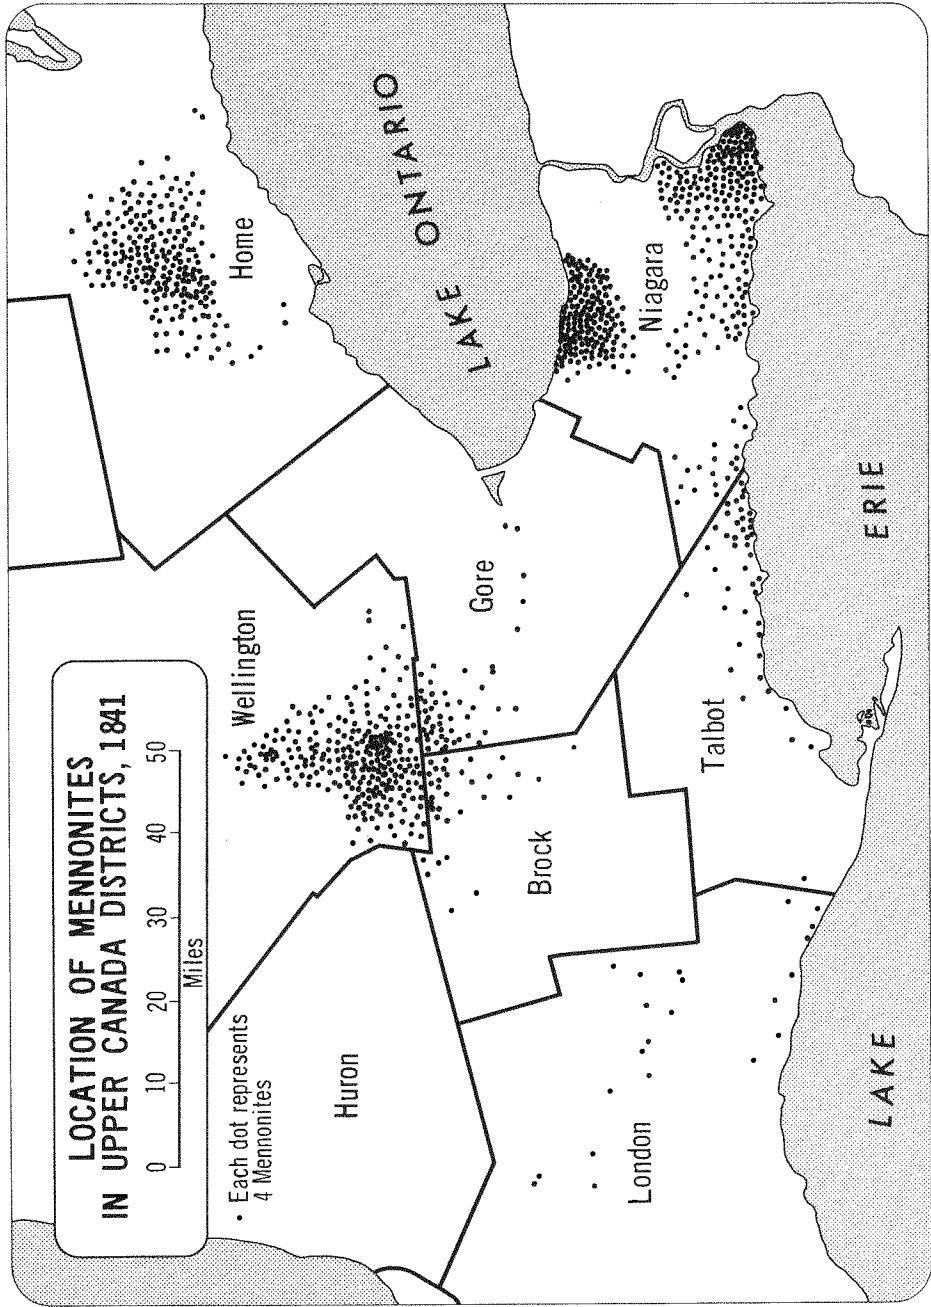 LOCATION OF MENNONITES
IN UPPER CANADA DISTRICTS, 1841
0 10 20 30 40 50
Miles
Each dot represents
4 Mennonites
Huron
Wellington
Home
London
Brock
Gore
LAKE ONTARIO
Talbot
Niagara
LAKE ERIE